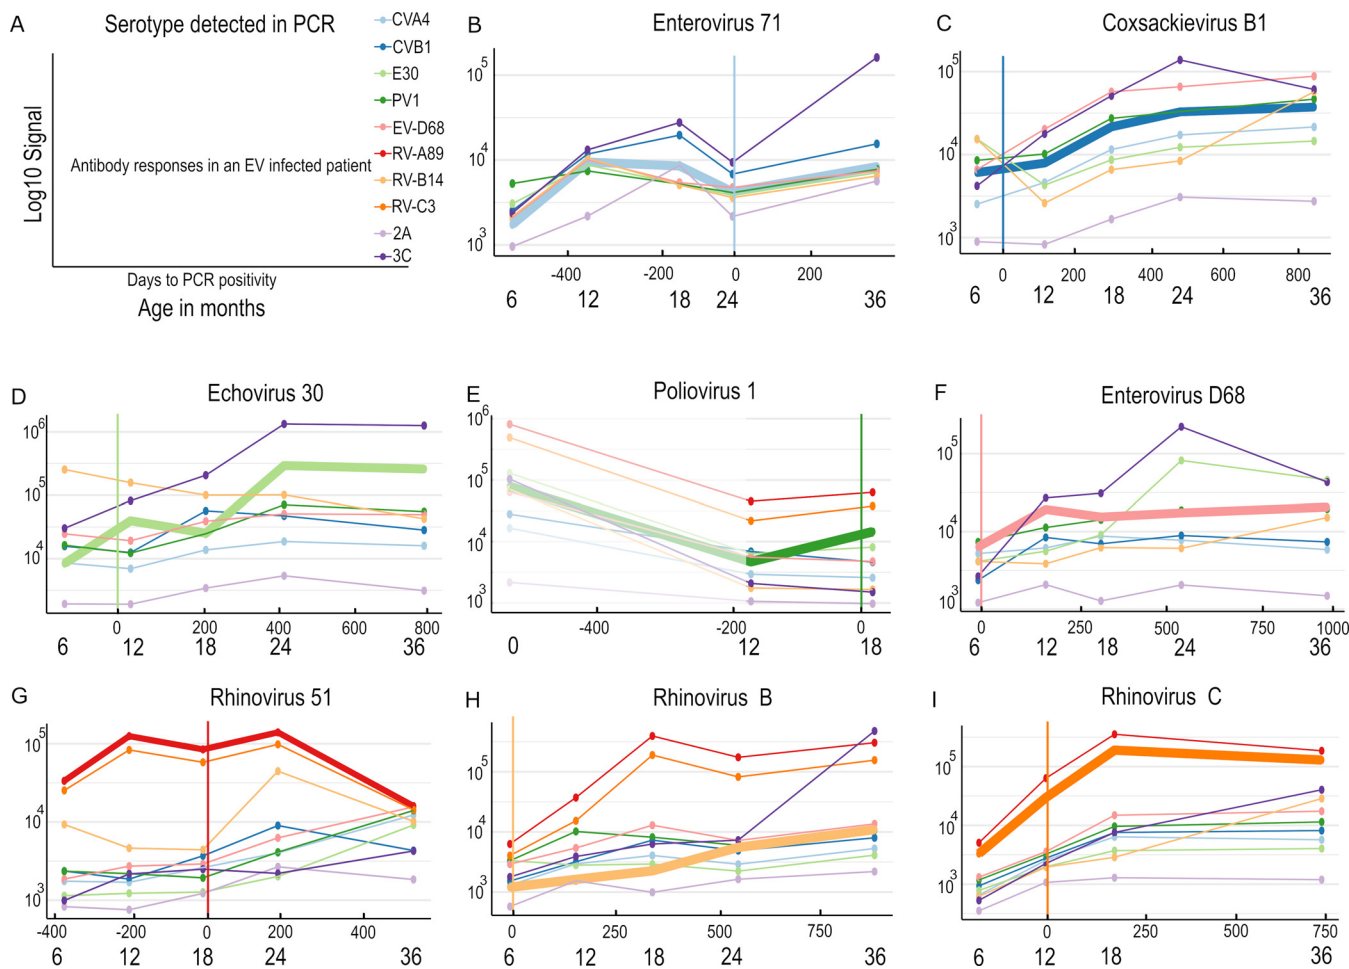 A
Serotype detected in PCR
Log10 Signal
Antibody responses in an EV infected patient
Days to PCR positivity
Age in months
CVA4
CVB1
E30
PV1
EV-D68
RV-A89
RV-B14
RV-C3
2A
3C
B
Enterovirus 71
10^5
10^4
10^3
-400 -200 0 200
6 12 18 24 36
C
Coxsackievirus B1
10^5
10^4
10^3
0 200 400 600 800
6 12 18 24 36
D
Echovirus 30
10^6
10^5
10^4
0 200 400 600 800
6 12 18 24 36
E
Poliovirus 1
10^6
10^5
10^4
10^3
-400 -200 0
0 12 18
F
Enterovirus D68
10^5
10^4
10^3
0 250 500 750 1000
6 12 18 24 36
G
Rhinovirus 51
10^5
10^4
10^3
-400 -200 0 200 400
6 12 18 24 36
H
Rhinovirus B
10^5
10^4
10^3
0 250 500 750
6 12 18 24 36
I
Rhinovirus C
10^5
10^4
10^3
0 250 500 750
6 12 18 36